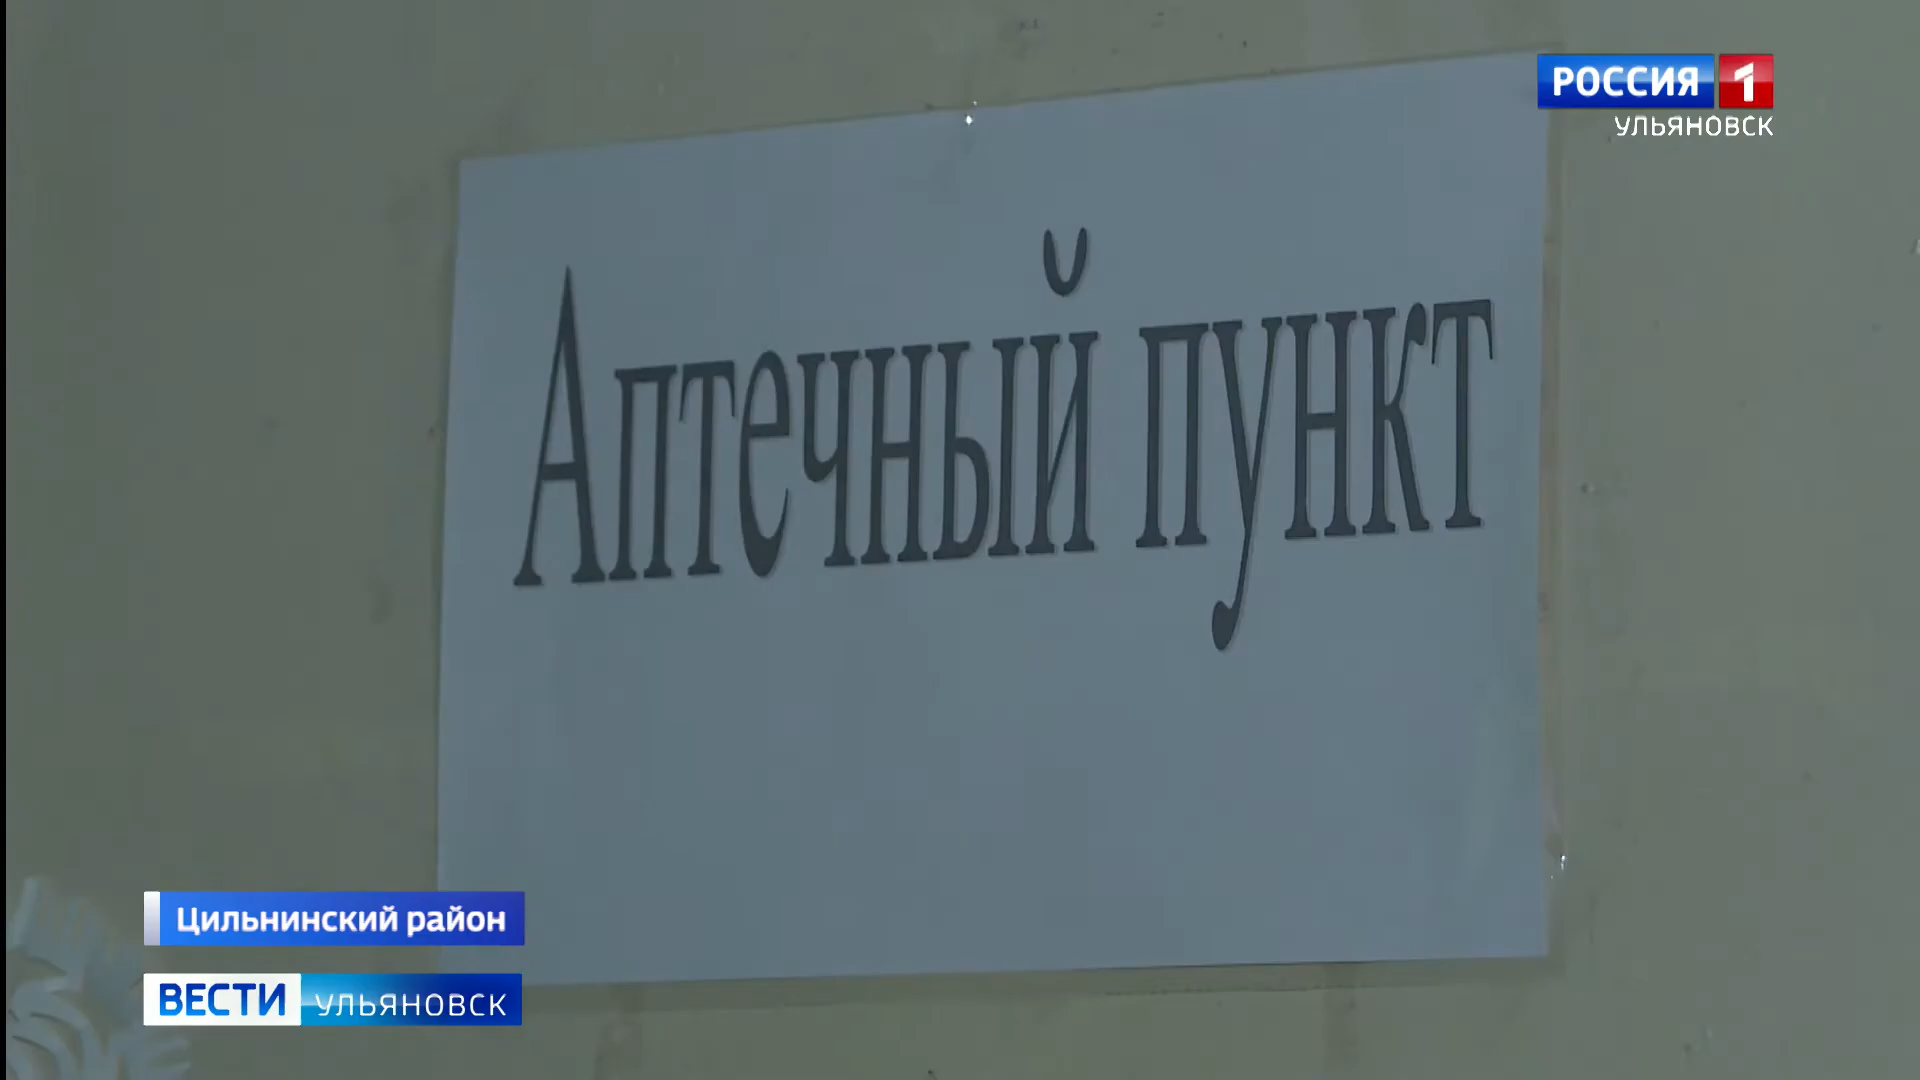 РОССИЯ 1
УЛЬЯНОВСК
Аптечный пункт
Цильнинский район
ВЕСТИ УЛЬЯНОВСК